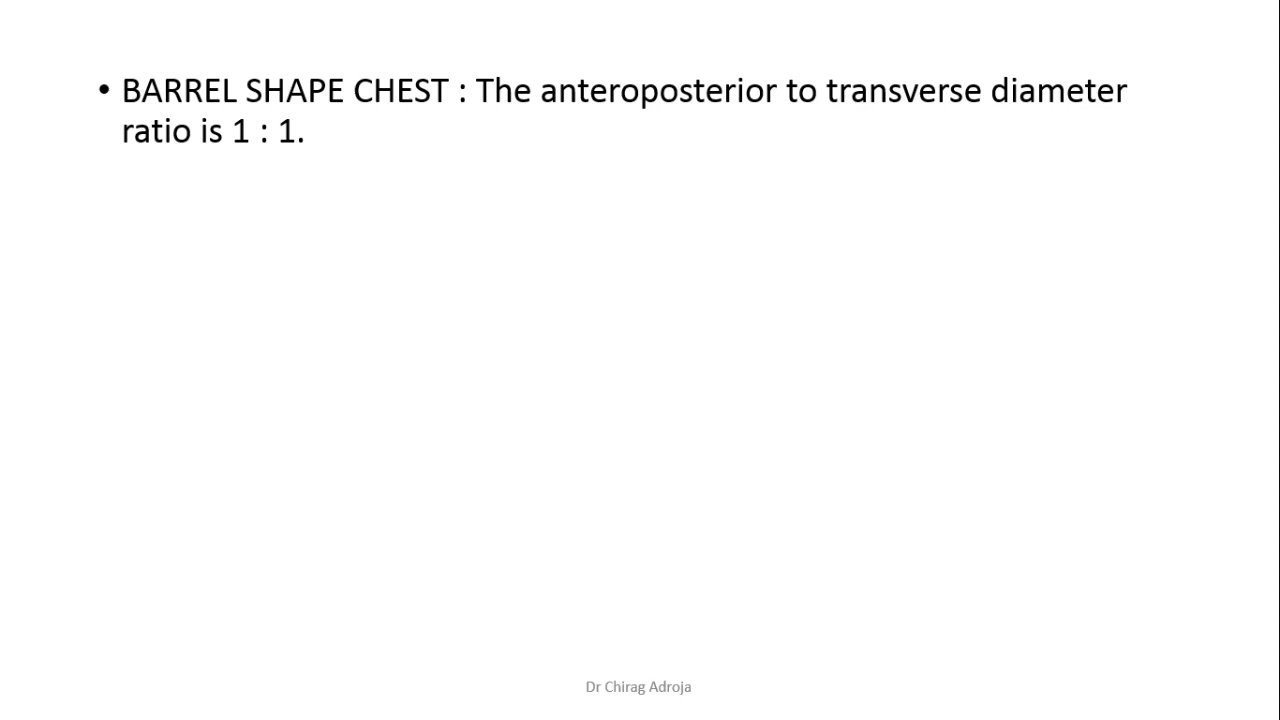 • BARREL SHAPE CHEST : The anteroposterior to transverse diameter
ratio is 1 : 1.
Dr Chirag Adroja